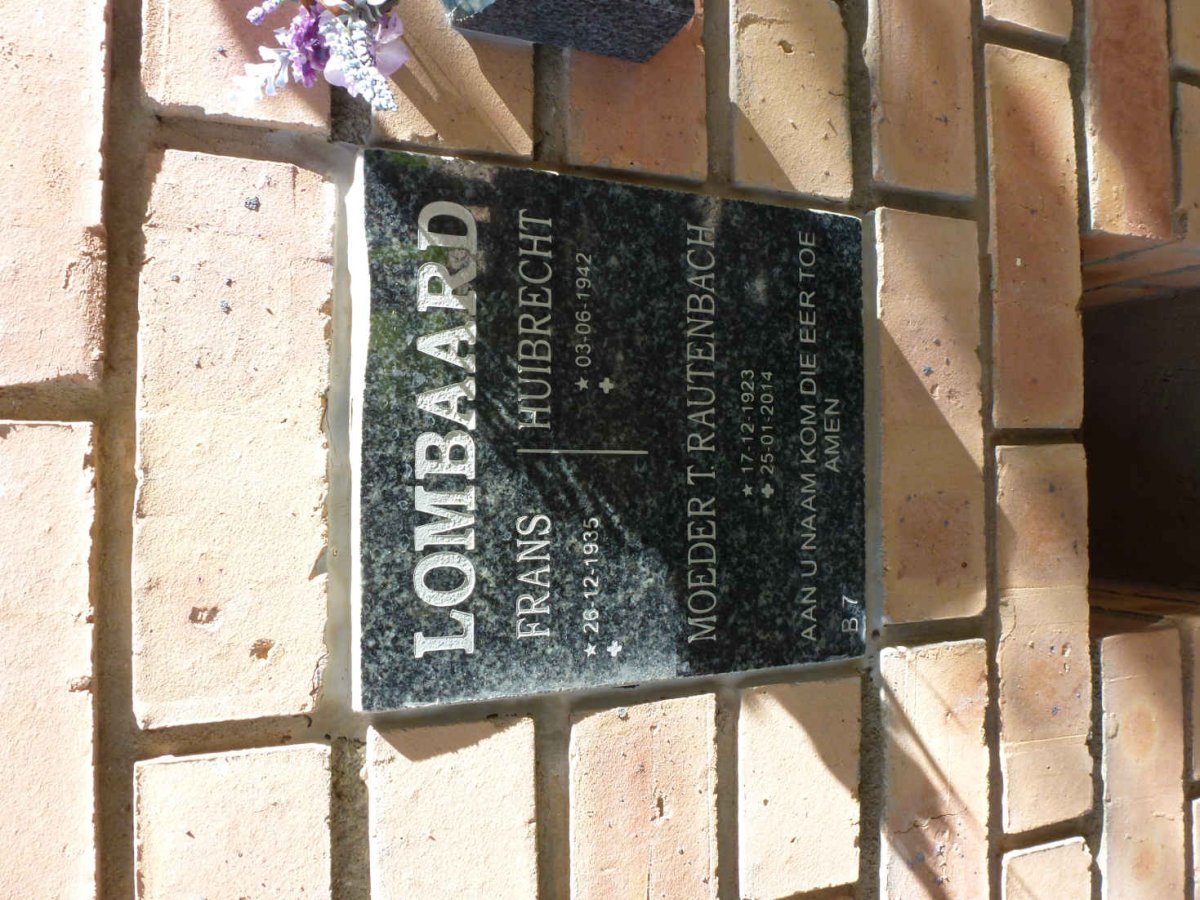 LOMBAARD
FRANS | HUIBRECHT
★ 26-12-1935 ★ 03-06-1942
✚ ✚
MOEDER T. RAUTENBACH
★ 17-12-1923
✚ 25-01-2014
AAN U NAAM KOM DIE EER TOE
AMEN
B.7